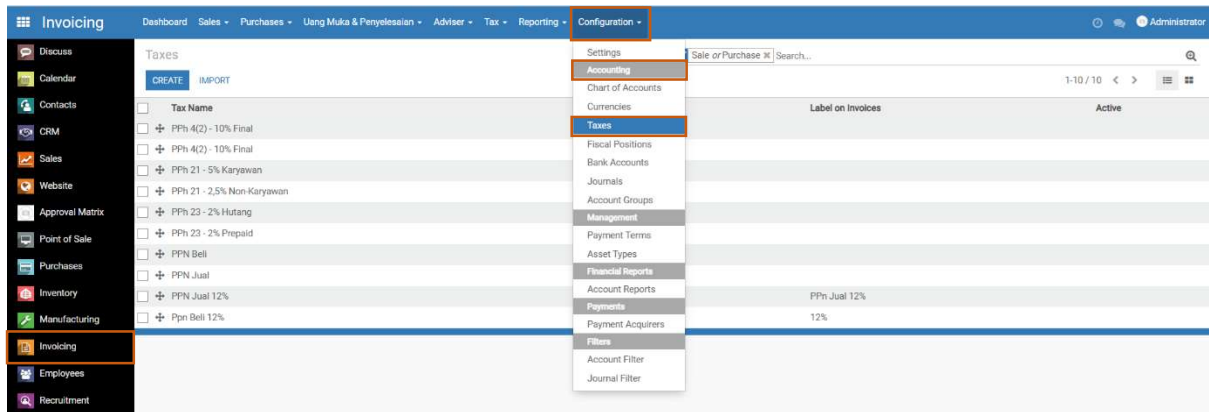 Invoicing
Dashboard Sales Purchases Uang Muka & Penyelesaian Adviser Tax Reporting Configuration
Administrator
Discuss
Calendar
Contacts
CRM
Sales
Website
Approval Matrix
Point of Sale
Purchases
Inventory
Manufacturing
Invoicing
Employees
Recruitment
Taxes
Sale or Purchase Search...
CREATE IMPORT
1-10 / 10
Tax Name Label on Invoices Active
PPh 4(2) - 10% Final
PPh 4(2) - 10% Final
PPh 21 - 5% Karyawan
PPh 21 - 2,5% Non-Karyawan
PPh 23 - 2% Hutang
PPh 23 - 2% Prepaid
PPN Beli
PPN Jual
PPN Jual 12% PPn Jual 12%
Ppn Beli 12% 12%
Settings
Accounting
Chart of Accounts
Currencies
Taxes
Fiscal Positions
Bank Accounts
Journals
Account Groups
Management
Payment Terms
Asset Types
Financial Reports
Account Reports
Payments
Payment Acquirers
Filters
Account Filter
Journal Filter